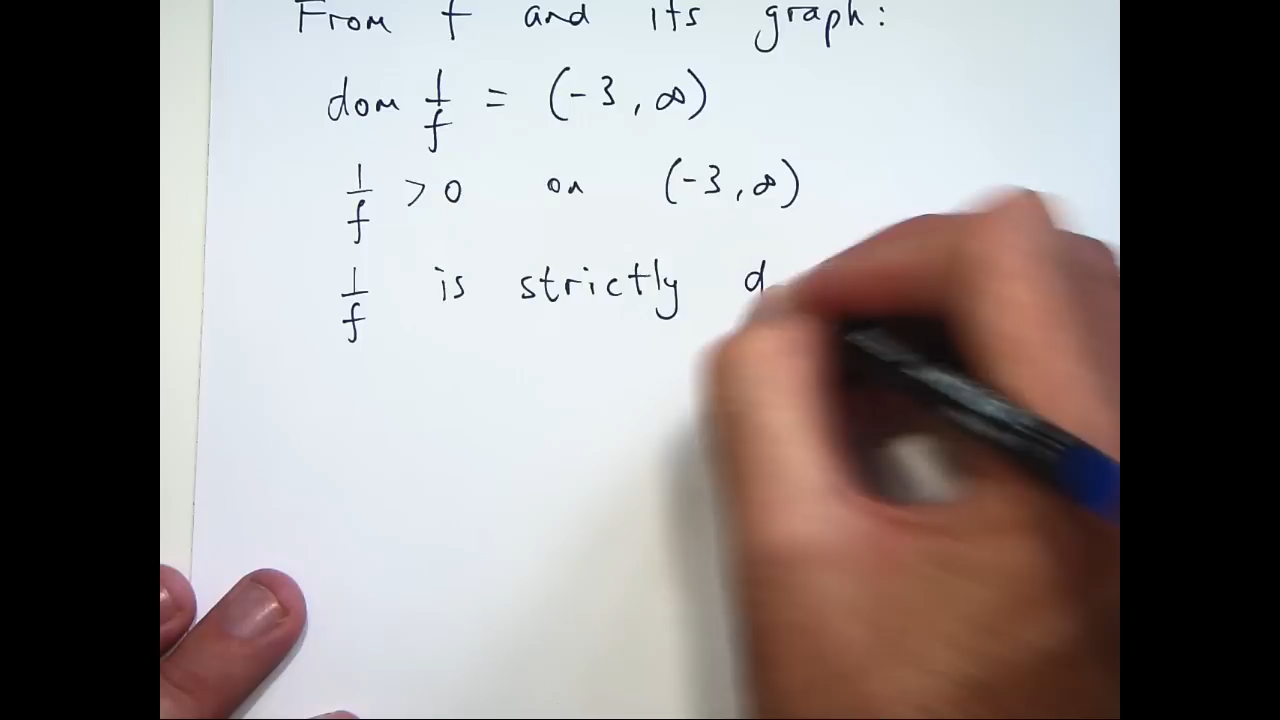 From f and its graph:
dom 1/f = (-3, ∞)
1/f > 0 on (-3, ∞)
1/f is strictly d